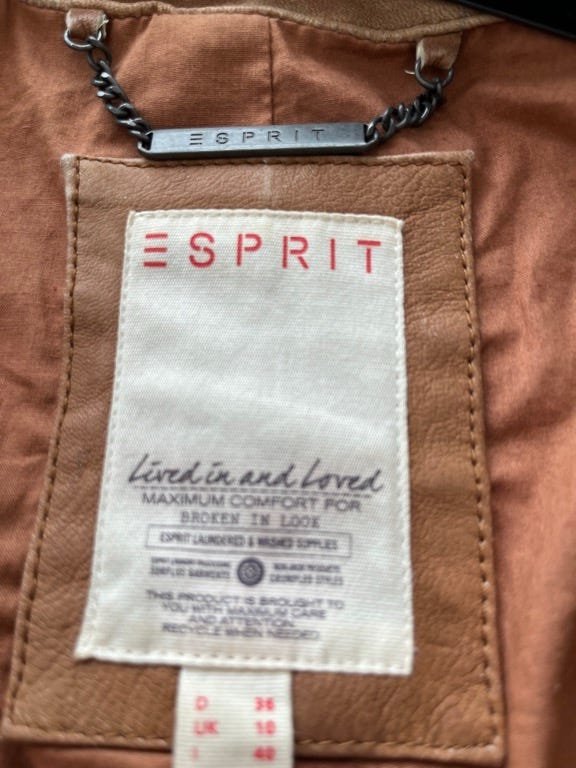 ESPRIT
ESPRIT
Lived in and Loved
MAXIMUM COMFORT FOR
BROKEN IN LOOK
ESPRIT LAUNDERED & WASHED SUPPLIES
THIS PRODUCT IS BROUGHT TO
YOU WITH MAXIMUM CARE
AND ATTENTION.
RECYCLE WHEN NEEDED
D 36
UK 10
I 40